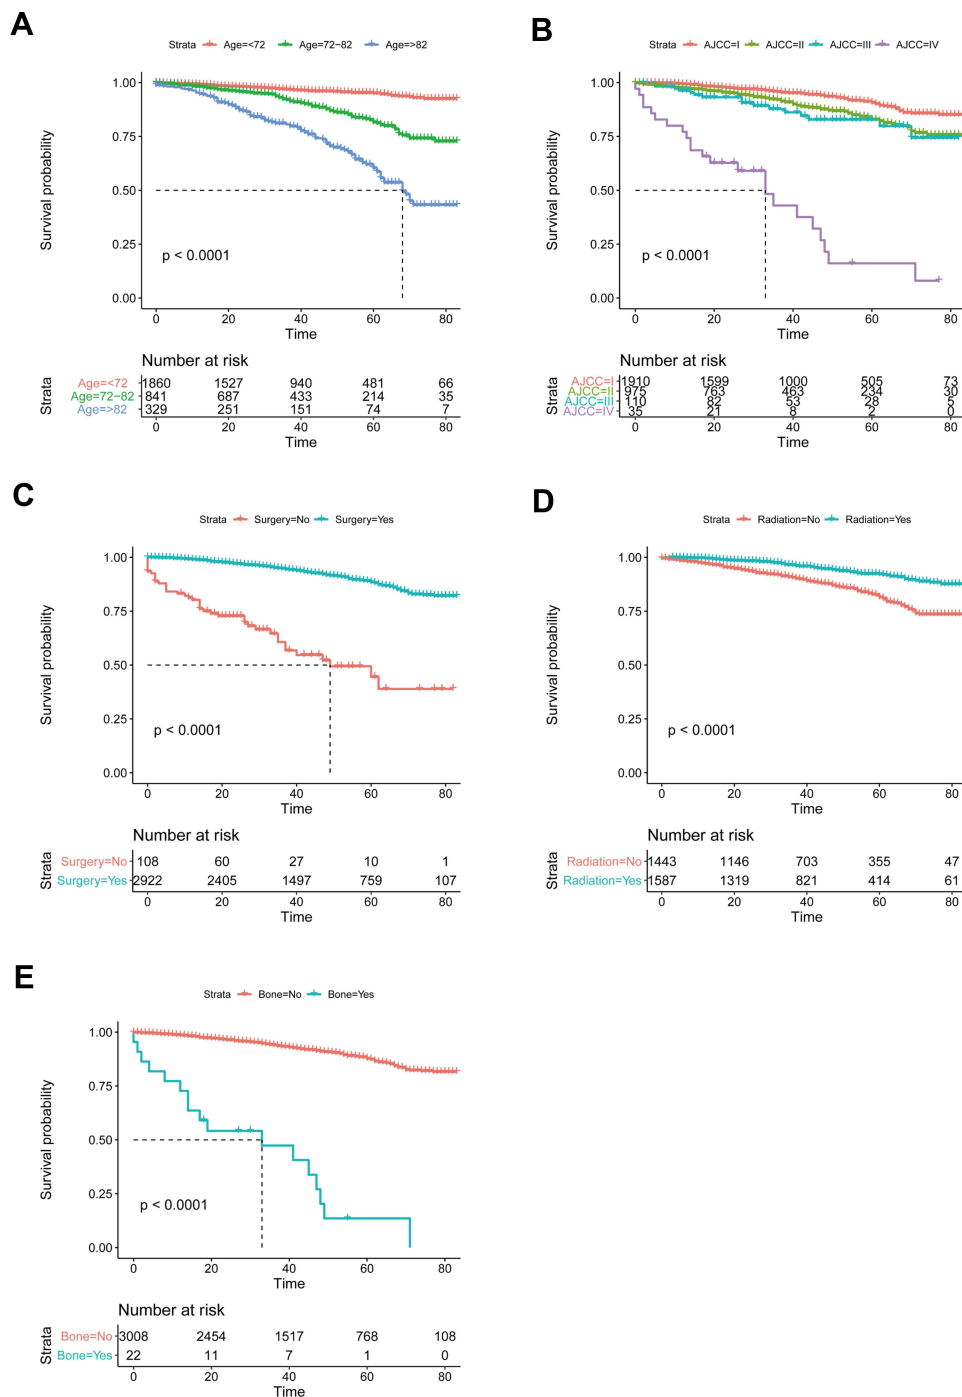 A
Strata Age=<72 Age=72−82 Age=>82
Survival probability
1.00
0.75
0.50
0.25
0.00
p < 0.0001
0 20 40 60 80
Time
Number at risk
Strata
Age=<72 1860 1527 940 481 66
Age=72−82 841 687 433 214 35
Age=>82 329 251 151 74 7
0 20 40 60 80
Time
B
Strata AJCC=I AJCC=II AJCC=III AJCC=IV
Survival probability
1.00
0.75
0.50
0.25
0.00
p < 0.0001
0 20 40 60 80
Time
Number at risk
Strata
AJCC=I 1910 1599 1000 505 73
AJCC=II 975 763 463 234 30
AJCC=III 110 82 53 28 5
AJCC=IV 35 21 8 2 0
0 20 40 60 80
Time
C
Strata Surgery=No Surgery=Yes
Survival probability
1.00
0.75
0.50
0.25
0.00
p < 0.0001
0 20 40 60 80
Time
Number at risk
Strata
Surgery=No 108 60 27 10 1
Surgery=Yes 2922 2405 1497 759 107
0 20 40 60 80
Time
D
Strata Radiation=No Radiation=Yes
Survival probability
1.00
0.75
0.50
0.25
0.00
p < 0.0001
0 20 40 60 80
Time
Number at risk
Strata
Radiation=No 1443 1146 703 355 47
Radiation=Yes 1587 1319 821 414 61
0 20 40 60 80
Time
E
Strata Bone=No Bone=Yes
Survival probability
1.00
0.75
0.50
0.25
0.00
p < 0.0001
0 20 40 60 80
Time
Number at risk
Strata
Bone=No 3008 2454 1517 768 108
Bone=Yes 22 11 7 1 0
0 20 40 60 80
Time